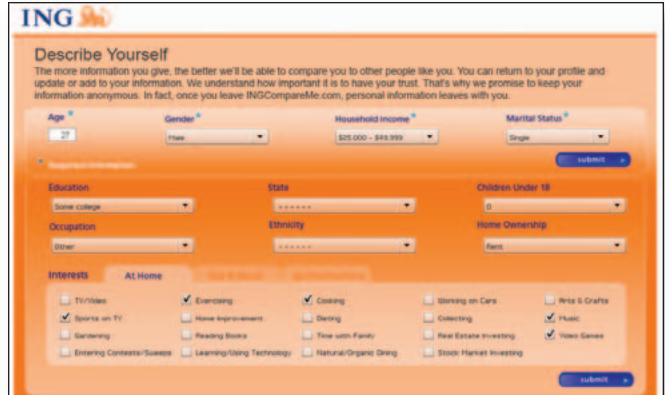 ING
Describe Yourself
The more information you give, the better we'll be able to compare you to other people like you. You can return to your profile and
update or add to your information. We understand how important it is to have your trust. That's why we promise to keep your
information anonymous. In fact, once you leave INGCompareMe.com, personal information leaves with you.
Age * Gender * Household Income * Marital Status *
27 Male $25,000 - $49,999 Single
* Required Information submit
Education State Children Under 18
Some college ------ 0
Occupation Ethnicity Home Ownership
Other ------ Rent
Interests At Home
TV/Video Exercising Cooking Working on Cars Arts & Crafts
Sports on TV Home Improvement Dieting Collecting Music
Gardening Reading Books Time with Family Real Estate Investing Video Games
Entering Contests/Sweeps Learning/Using Technology Natural/Organic Dining Stock Market Investing
submit